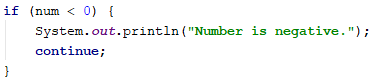 if (num < 0) {
    System.out.println("Number is negative.");
    continue;
}